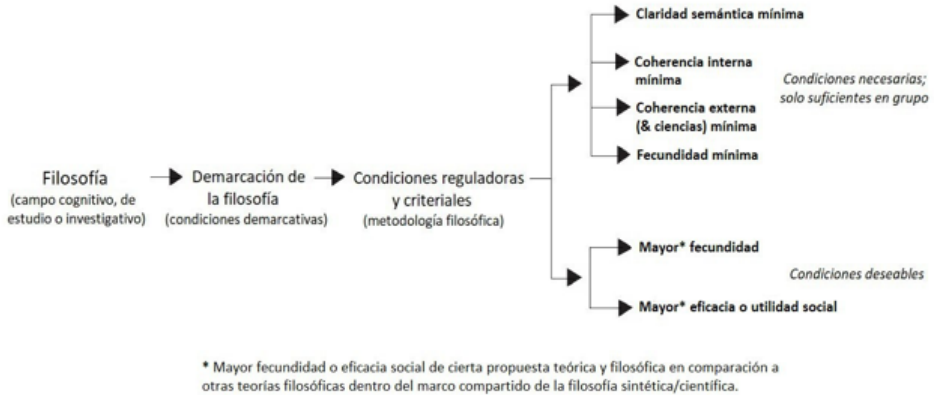 Filosofía
(campo cognitivo, de
estudio o investigativo)
Demarcación de
la filosofía
(condiciones demarcativas)
Condiciones reguladoras
y criteriales
(metodología filosófica)
Claridad semántica mínima
Coherencia interna
mínima
Coherencia externa
(& ciencias) mínima
Fecundidad mínima
Condiciones necesarias;
solo suficientes en grupo
Mayor* fecundidad
Mayor* eficacia o utilidad social
Condiciones deseables
* Mayor fecundidad o eficacia social de cierta propuesta teórica y filosófica en comparación a
otras teorías filosóficas dentro del marco compartido de la filosofía sintética/científica.